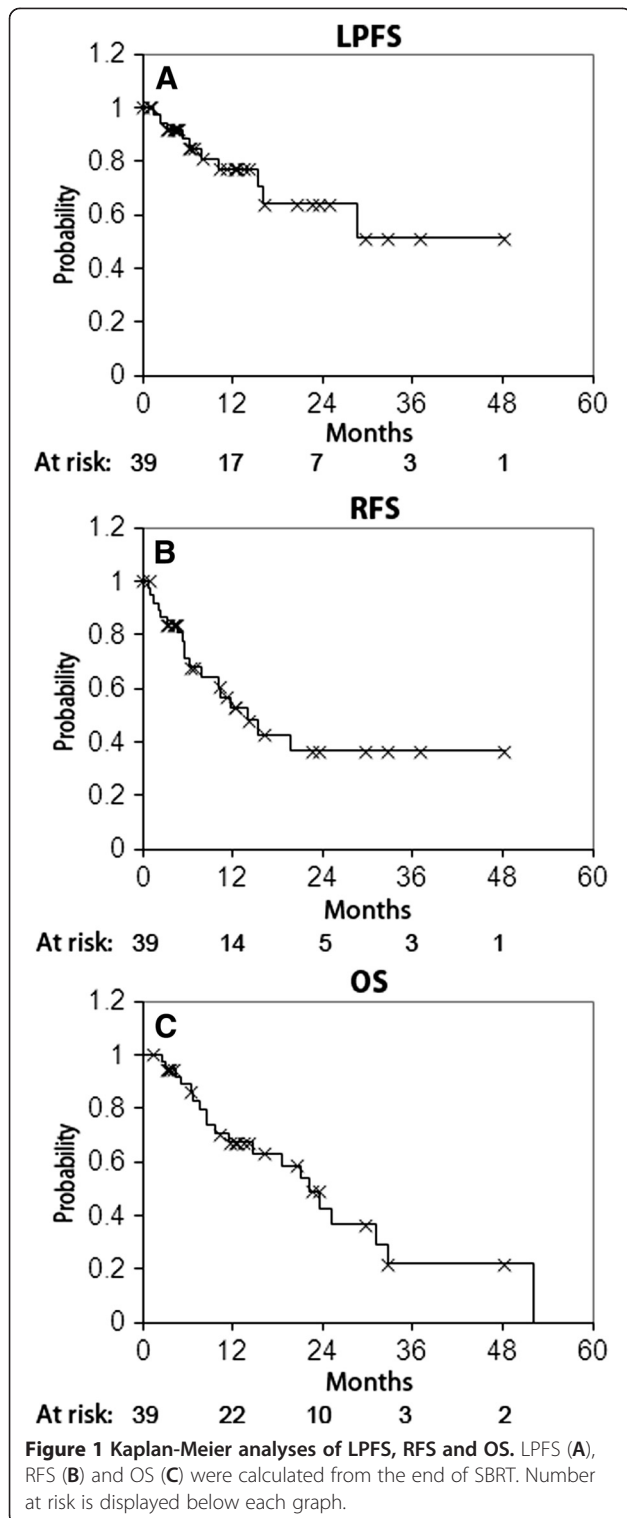 LPFS
A
1.2
1
0.8
0.6
0.4
0.2
0
Probability
0 12 24 36 48 60
Months
At risk: 39 17 7 3 1
RFS
B
1.2
1
0.8
0.6
0.4
0.2
0
Probability
0 12 24 36 48 60
Months
At risk: 39 14 5 3 1
OS
C
1.2
1
0.8
0.6
0.4
0.2
0
Probability
0 12 24 36 48 60
Months
At risk: 39 22 10 3 2
Figure 1 Kaplan-Meier analyses of LPFS, RFS and OS. LPFS (A),
RFS (B) and OS (C) were calculated from the end of SBRT. Number
at risk is displayed below each graph.